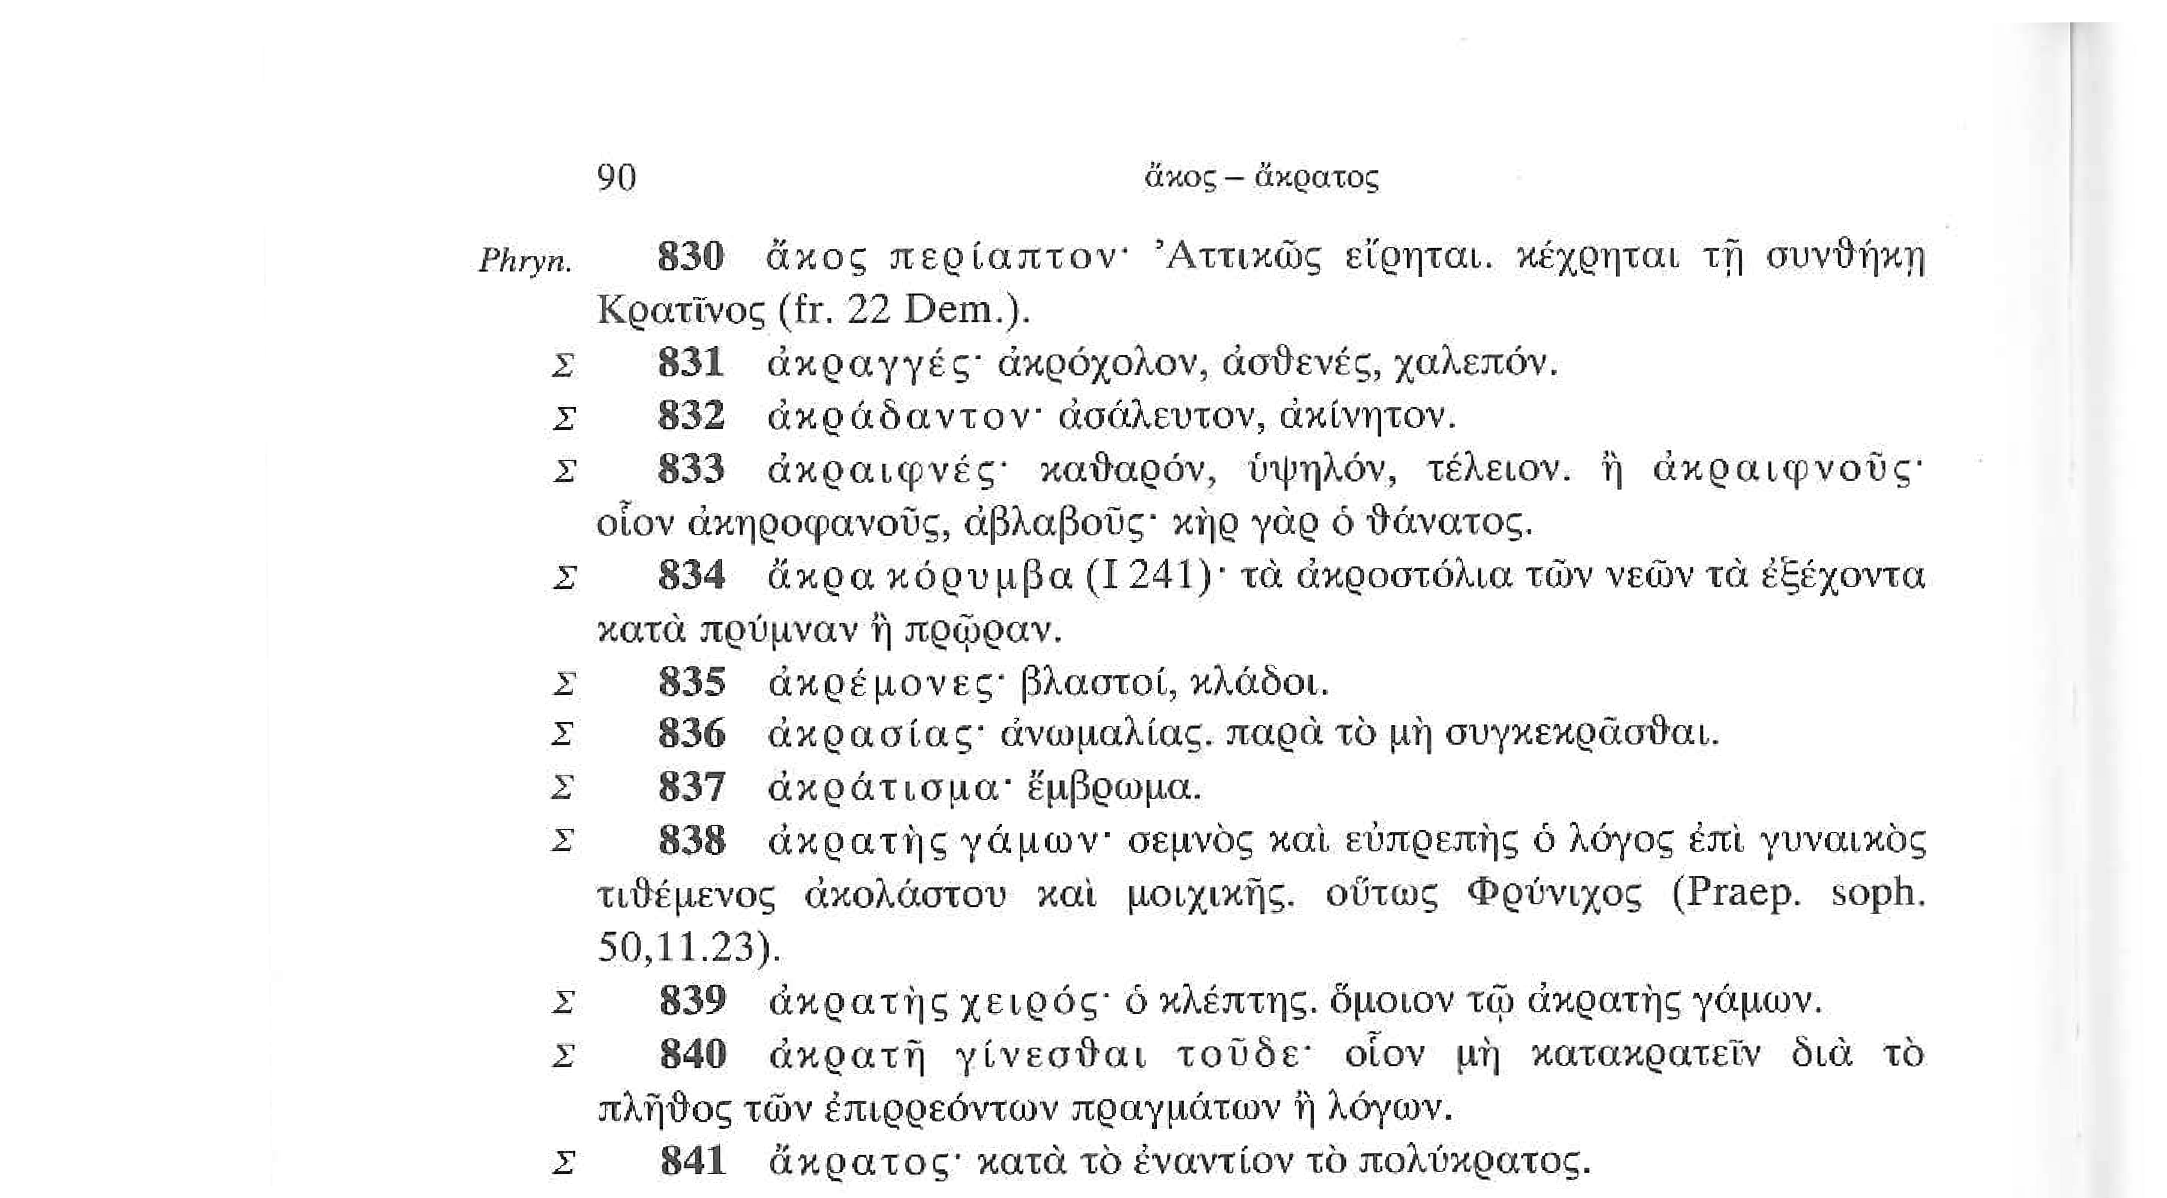 90 ἄκος – ἄκρατος
Phryn. 830 ἄκος περίαπτον· Ἀττικῶς εἴρηται. κέχρηται τῇ συνθήκῃ
Κρατῖνος (fr. 22 Dem.).
Σ 831 ἀκραγγές· ἀκρόχολον, ἀσθενές, χαλεπόν.
Σ 832 ἀκράδαντον· ἀσάλευτον, ἀκίνητον.
Σ 833 ἀκραιφνές· καθαρόν, ὑψηλόν, τέλειον. ἢ ἀκραιφνοῦς·
οἷον ἀκηροφανοῦς, ἀβλαβοῦς· κὴρ γὰρ ὁ θάνατος.
Σ 834 ἄκρα κόρυμβα (I 241)· τὰ ἀκροστόλια τῶν νεῶν τὰ ἐξέχοντα
κατὰ πρύμναν ἢ πρῷραν.
Σ 835 ἀκρέμονες· βλαστοί, κλάδοι.
Σ 836 ἀκρασίας· ἀνωμαλίας. παρὰ τὸ μὴ συγκεκρᾶσθαι.
Σ 837 ἀκράτισμα· ἔμβρωμα.
Σ 838 ἀκρατὴς γάμων· σεμνὸς καὶ εὐπρεπὴς ὁ λόγος ἐπὶ γυναικὸς
τιθέμενος ἀκολάστου καὶ μοιχικῆς. οὕτως Φρύνιχος (Praep. soph.
50,11.23).
Σ 839 ἀκρατὴς χειρός· ὁ κλέπτης. ὅμοιον τῷ ἀκρατὴς γάμων.
Σ 840 ἀκρατῆ γίνεσθαι τοῦδε· οἷον μὴ κατακρατεῖν διὰ τὸ
πλῆθος τῶν ἐπιρρεόντων πραγμάτων ἢ λόγων.
Σ 841 ἄκρατος· κατὰ τὸ ἐναντίον τὸ πολύκρατος.